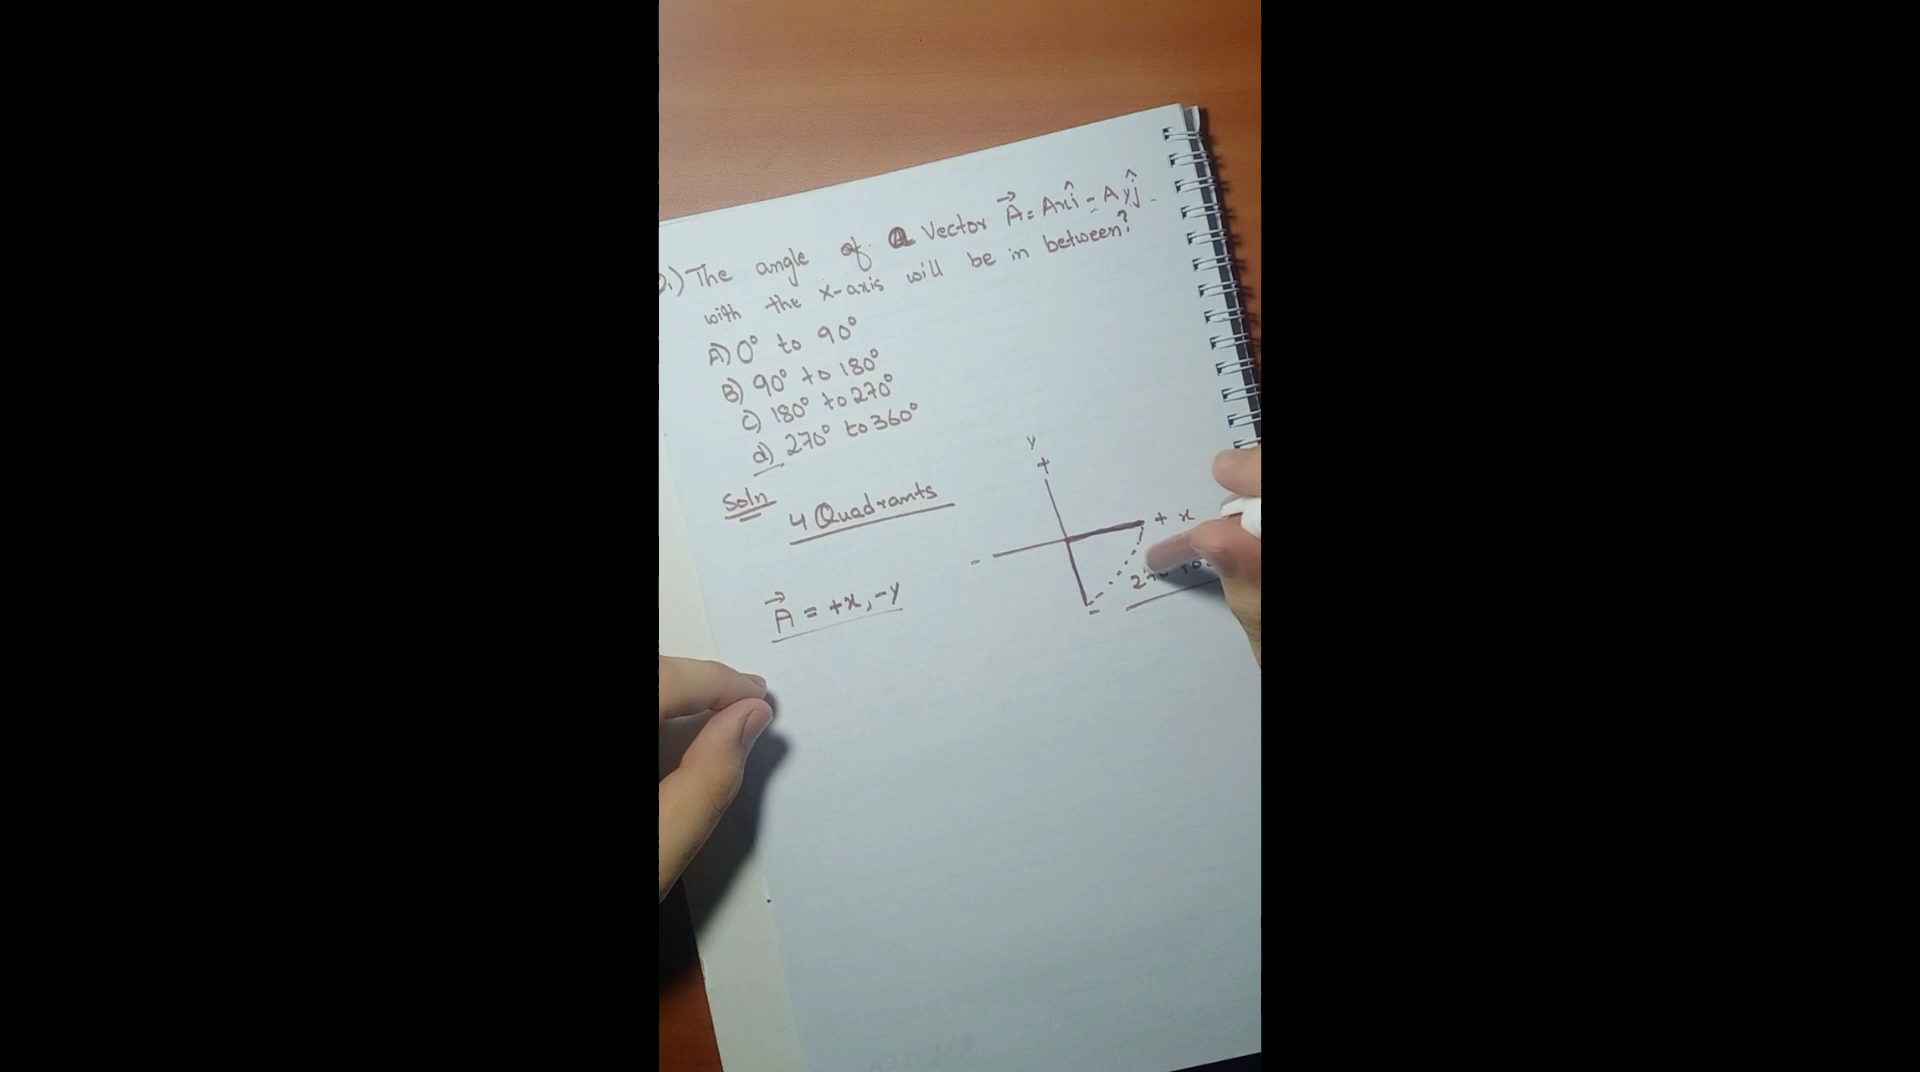 The angle of a Vector A⃗ = Axî - Ayĵ
with the x-axis will be in between?
A) 0° to 90°
B) 90° to 180°
C) 180° to 270°
d) 270° to 360°
Soln
4 Quadrants
y
+
+ x
-
-
A⃗ = +x, -y